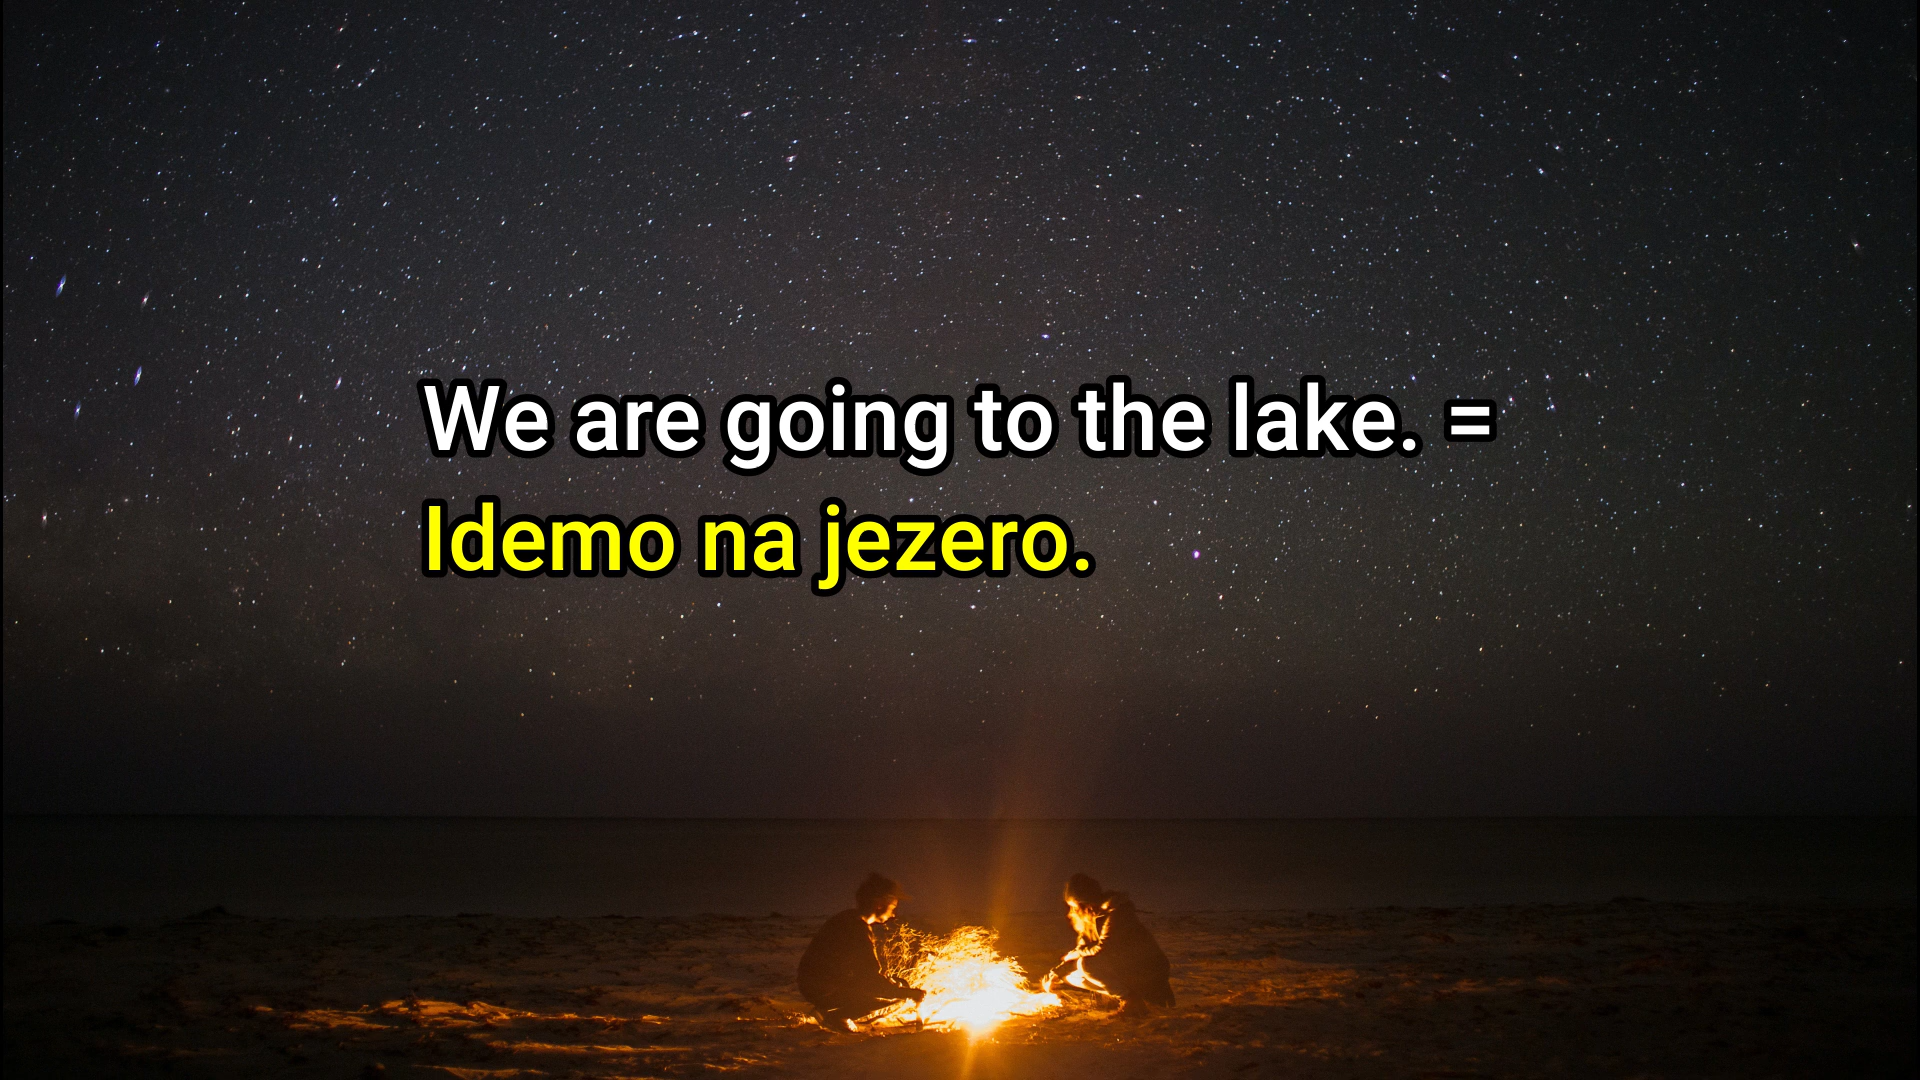 We are going to the lake. =
Idemo na jezero.